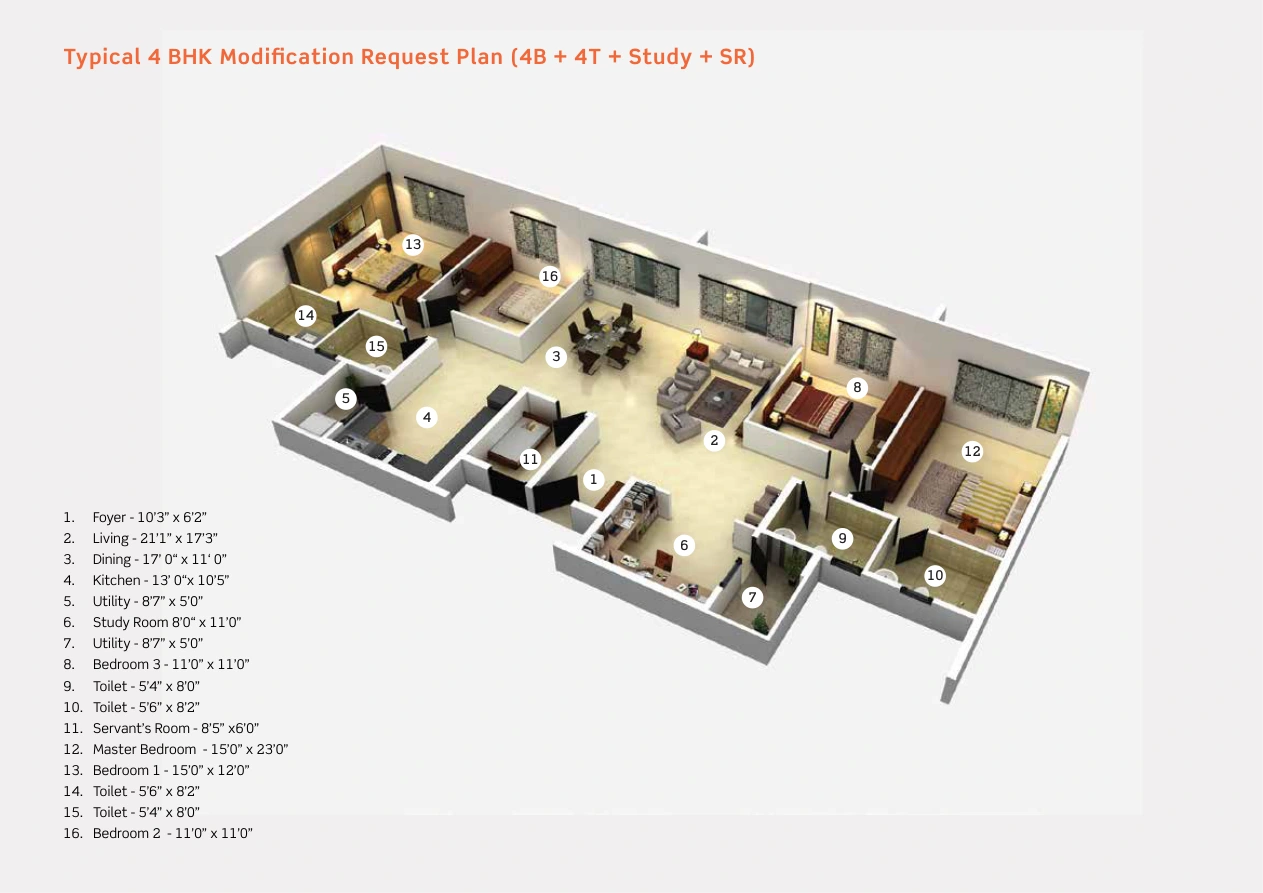 Typical 4 BHK Modification Request Plan (4B + 4T + Study + SR)
13
16
14
15
3
5
4
8
2
12
11
1
6
9
10
7
1. Foyer - 10’3” x 6’2”
2. Living - 21’1” x 17’3”
3. Dining - 17’ 0“ x 11‘ 0”
4. Kitchen - 13’ 0“x 10’5”
5. Utility - 8’7” x 5’0”
6. Study Room 8’0“ x 11’0”
7. Utility - 8’7” x 5’0”
8. Bedroom 3 - 11’0” x 11’0”
9. Toilet - 5’4” x 8’0”
10. Toilet - 5’6” x 8’2”
11. Servant’s Room - 8’5” x6’0”
12. Master Bedroom - 15’0” x 23’0”
13. Bedroom 1 - 15’0” x 12’0”
14. Toilet - 5’6” x 8’2”
15. Toilet - 5’4” x 8’0”
16. Bedroom 2 - 11’0” x 11’0”